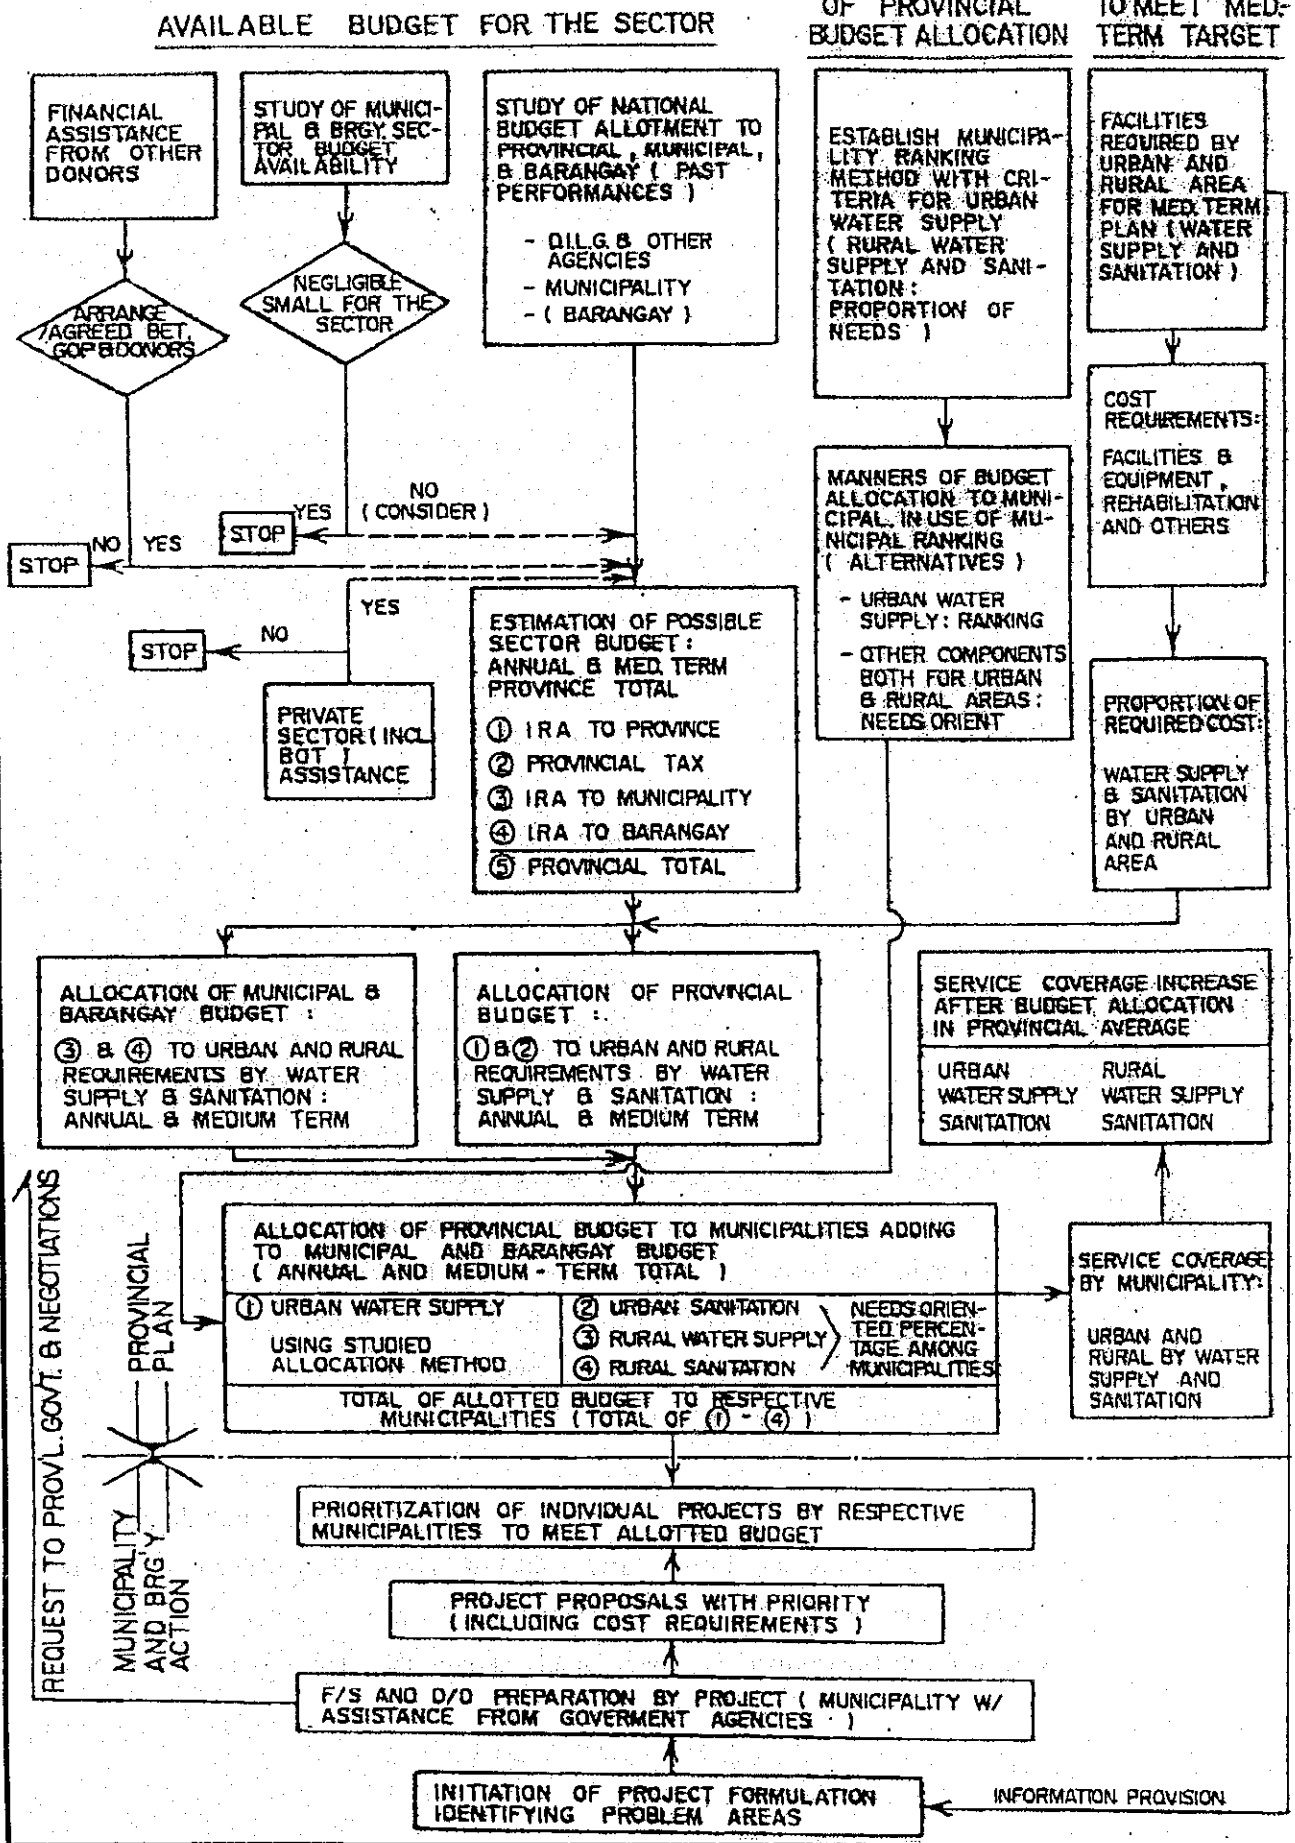 AVAILABLE BUDGET FOR THE SECTOR
OF PROVINCIAL
BUDGET ALLOCATION
TO MEET MED.-
TERM TARGET
FINANCIAL
ASSISTANCE
FROM OTHER
DONORS
STUDY OF MUNICI-
PAL & BRGY. SEC-
TOR BUDGET
AVAILABILITY
STUDY OF NATIONAL
BUDGET ALLOTMENT TO
PROVINCIAL, MUNICIPAL,
& BARANGAY ( PAST
PERFORMANCES )
- D.I.L.G. & OTHER
AGENCIES
- MUNICIPALITY
- ( BARANGAY )
ESTABLISH MUNICIPA-
LITY RANKING
METHOD WITH CRI-
TERIA FOR URBAN
WATER SUPPLY
( RURAL WATER
SUPPLY AND SANI-
TATION :
PROPORTION OF
NEEDS )
FACILITIES
REQUIRED BY
URBAN AND
RURAL AREA
FOR MED. TERM
PLAN ( WATER
SUPPLY AND
SANITATION )
ARRANGE
/AGREED BET,
GOP & DONORS
NEGLIGIBLE
SMALL FOR THE
SECTOR
COST
REQUIREMENTS:
FACILITIES &
EQUIPMENT,
REHABILITATION
AND OTHERS
MANNERS OF BUDGET
ALLOCATION TO MUNI-
CIPAL, IN USE OF MU-
NICIPAL RANKING
( ALTERNATIVES )
- URBAN WATER
SUPPLY: RANKING
- OTHER COMPONENTS
BOTH FOR URBAN
& RURAL AREAS :
NEEDS ORIENT
NO
( CONSIDER )
YES
STOP
NO YES
STOP
YES
NO
STOP
PRIVATE
SECTOR ( INCL
BOT )
ASSISTANCE
ESTIMATION OF POSSIBLE
SECTOR BUDGET :
ANNUAL & MED. TERM
PROVINCE TOTAL
① IRA TO PROVINCE
② PROVINCIAL TAX
③ IRA TO MUNICIPALITY
④ IRA TO BARANGAY
⑤ PROVINCIAL TOTAL
PROPORTION OF
REQUIRED COST:
WATER SUPPLY
& SANITATION
BY URBAN
AND RURAL
AREA
ALLOCATION OF MUNICIPAL &
BARANGAY BUDGET :
③ & ④ TO URBAN AND RURAL
REQUIREMENTS BY WATER
SUPPLY & SANITATION :
ANNUAL & MEDIUM TERM
ALLOCATION OF PROVINCIAL
BUDGET :
① & ② TO URBAN AND RURAL
REQUIREMENTS BY WATER
SUPPLY & SANITATION :
ANNUAL & MEDIUM TERM
SERVICE COVERAGE INCREASE
AFTER BUDGET ALLOCATION
IN PROVINCIAL AVERAGE
URBAN RURAL
WATER SUPPLY WATER SUPPLY
SANITATION SANITATION
REQUEST TO PROV'L. GOVT. & NEGOTIATIONS
PROVINCIAL
PLAN
MUNICIPALITY
AND BRG'Y
ACTION
ALLOCATION OF PROVINCIAL BUDGET TO MUNICIPALITIES ADDING
TO MUNICIPAL AND BARANGAY BUDGET
( ANNUAL AND MEDIUM - TERM TOTAL )
① URBAN WATER SUPPLY
USING STUDIED
ALLOCATION METHOD
② URBAN SANITATION
③ RURAL WATER SUPPLY
④ RURAL SANITATION
NEEDS ORIEN-
TED PERCEN-
TAGE AMONG
MUNICIPALITIES
TOTAL OF ALLOTTED BUDGET TO RESPECTIVE
MUNICIPALITIES ( TOTAL OF ① - ④ )
SERVICE COVERAGE
BY MUNICIPALITY:
URBAN AND
RURAL BY WATER
SUPPLY AND
SANITATION
PRIORITIZATION OF INDIVIDUAL PROJECTS BY RESPECTIVE
MUNICIPALITIES TO MEET ALLOTTED BUDGET
PROJECT PROPOSALS WITH PRIORITY
( INCLUDING COST REQUIREMENTS )
F/S AND D/D PREPARATION BY PROJECT ( MUNICIPALITY W/
ASSISTANCE FROM GOVERMENT AGENCIES )
INITIATION OF PROJECT FORMULATION
IDENTIFYING PROBLEM AREAS
INFORMATION PROVISION